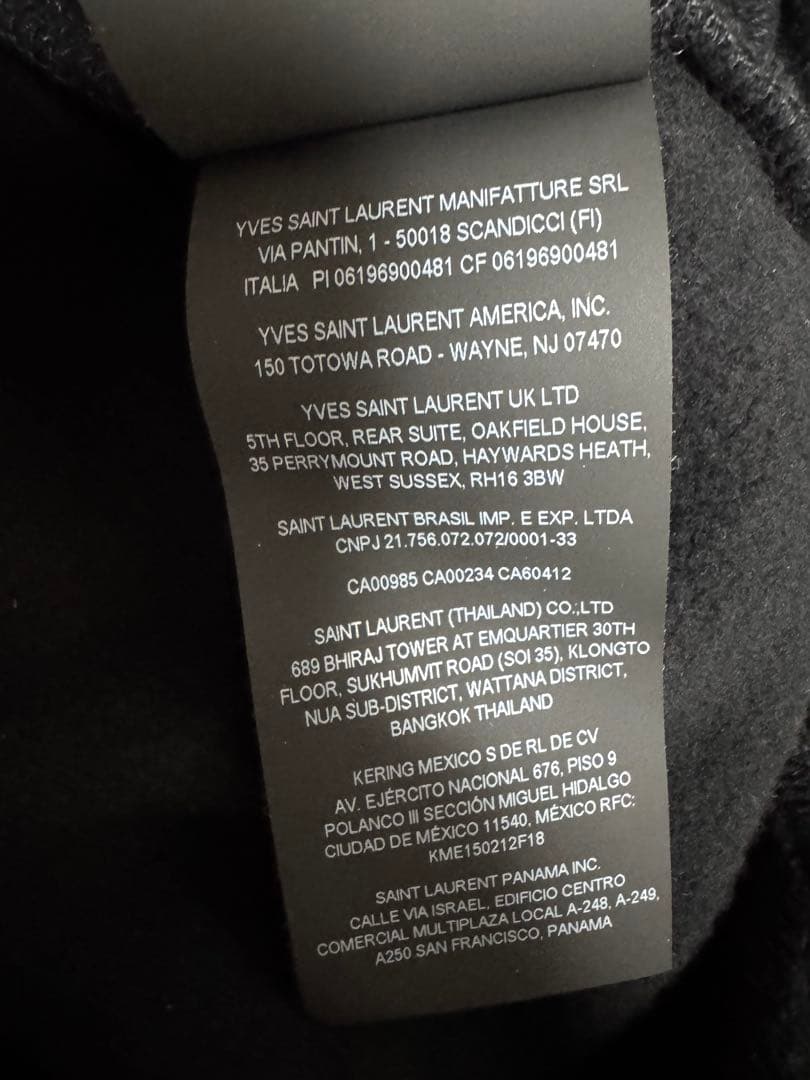 YVES SAINT LAURENT MANIFATTURE SRL
VIA PANTIN, 1 - 50018 SCANDICCI (FI)
ITALIA PI 06196900481 CF 06196900481
YVES SAINT LAURENT AMERICA, INC.
150 TOTOWA ROAD - WAYNE, NJ 07470
YVES SAINT LAURENT UK LTD
5TH FLOOR, REAR SUITE, OAKFIELD HOUSE,
35 PERRYMOUNT ROAD, HAYWARDS HEATH,
WEST SUSSEX, RH16 3BW
SAINT LAURENT BRASIL IMP. E EXP. LTDA
CNPJ 21.756.072.072/0001-33
CA00985 CA00234 CA60412
SAINT LAURENT (THAILAND) CO.,LTD
689 BHIRAJ TOWER AT EMQUARTIER 30TH
FLOOR, SUKHUMVIT ROAD (SOI 35), KLONGTO
NUA SUB-DISTRICT, WATTANA DISTRICT,
BANGKOK THAILAND
KERING MEXICO S DE RL DE CV
AV. EJÉRCITO NACIONAL 676, PISO 9
POLANCO III SECCIÓN MIGUEL HIDALGO
CIUDAD DE MÉXICO 11540, MÉXICO RFC:
KME150212F18
SAINT LAURENT PANAMA INC.
CALLE VIA ISRAEL, EDIFICIO CENTRO
COMERCIAL MULTIPLAZA LOCAL A-248, A-249,
A250 SAN FRANCISCO, PANAMA